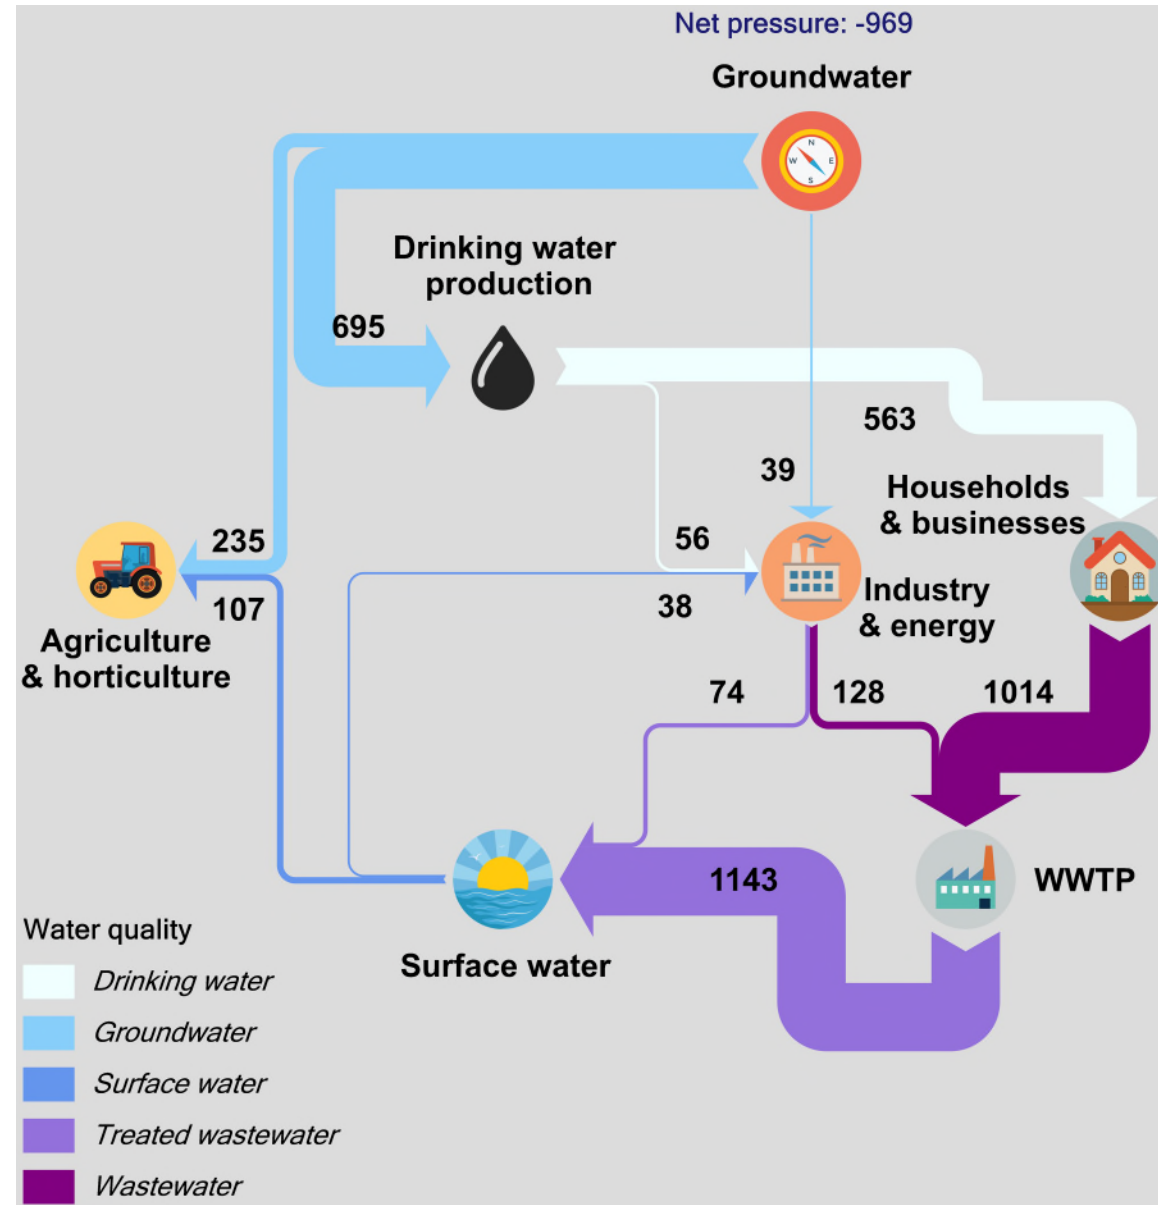 Net pressure: -969
Groundwater
N
W
E
S
Drinking water
production
695
563
39
Households
& businesses
235
56
107
38
Industry
& energy
Agriculture
& horticulture
74
128
1014
1143
WWTP
Surface water
Water quality
Drinking water
Groundwater
Surface water
Treated wastewater
Wastewater